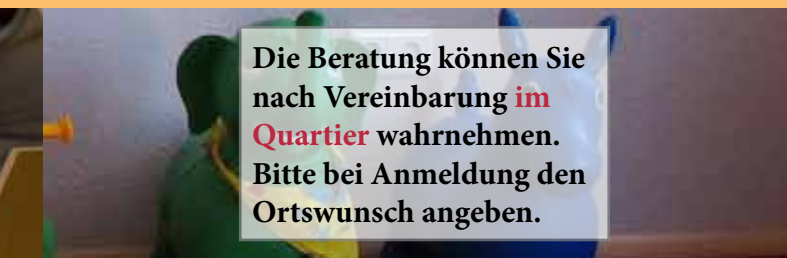 Die Beratung können Sie
nach Vereinbarung im
Quartier wahrnehmen.
Bitte bei Anmeldung den
Ortswunsch angeben.